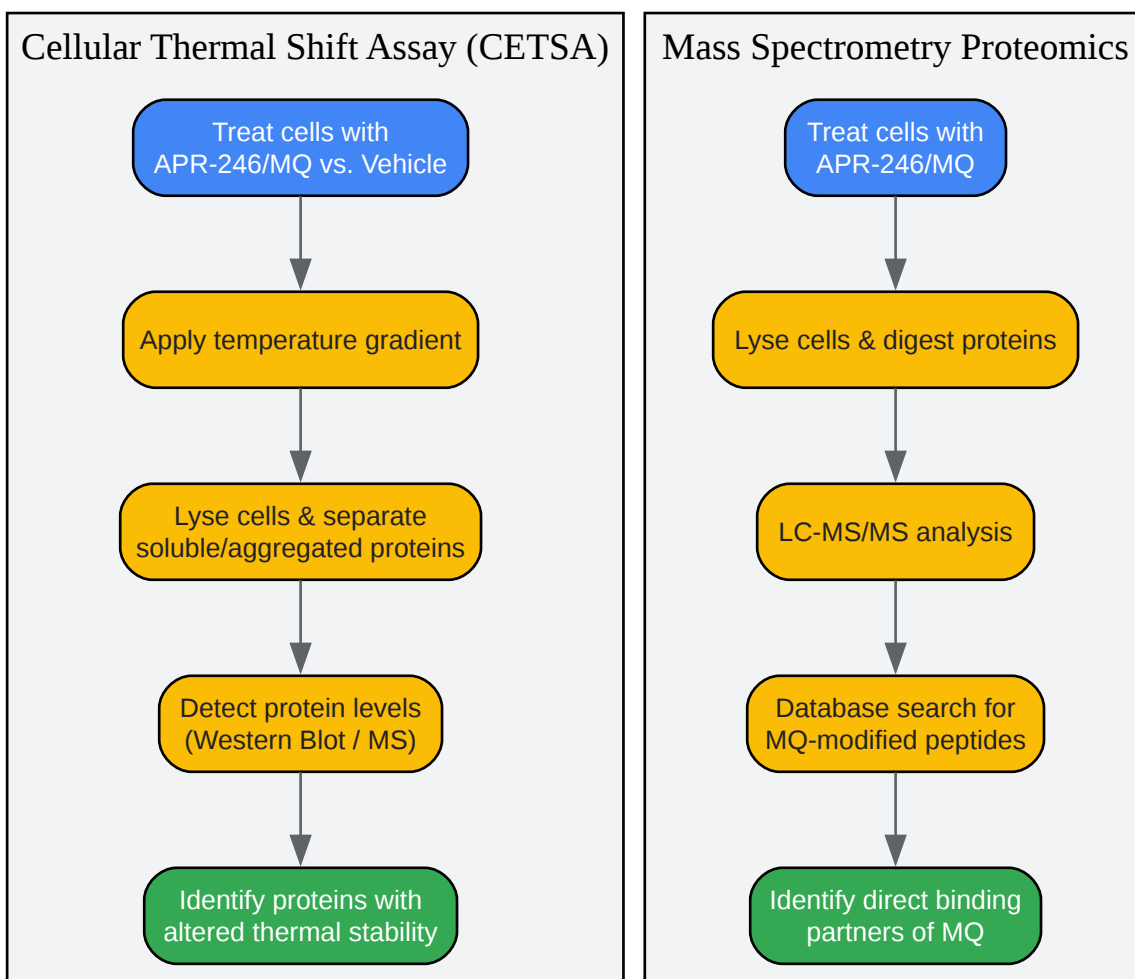 Cellular Thermal Shift Assay (CETSA)
Treat cells with
APR-246/MQ vs. Vehicle
Apply temperature gradient
Lyse cells & separate
soluble/aggregated proteins
Detect protein levels
(Western Blot / MS)
Identify proteins with
altered thermal stability
Mass Spectrometry Proteomics
Treat cells with
APR-246/MQ
Lyse cells & digest proteins
LC-MS/MS analysis
Database search for
MQ-modified peptides
Identify direct binding
partners of MQ